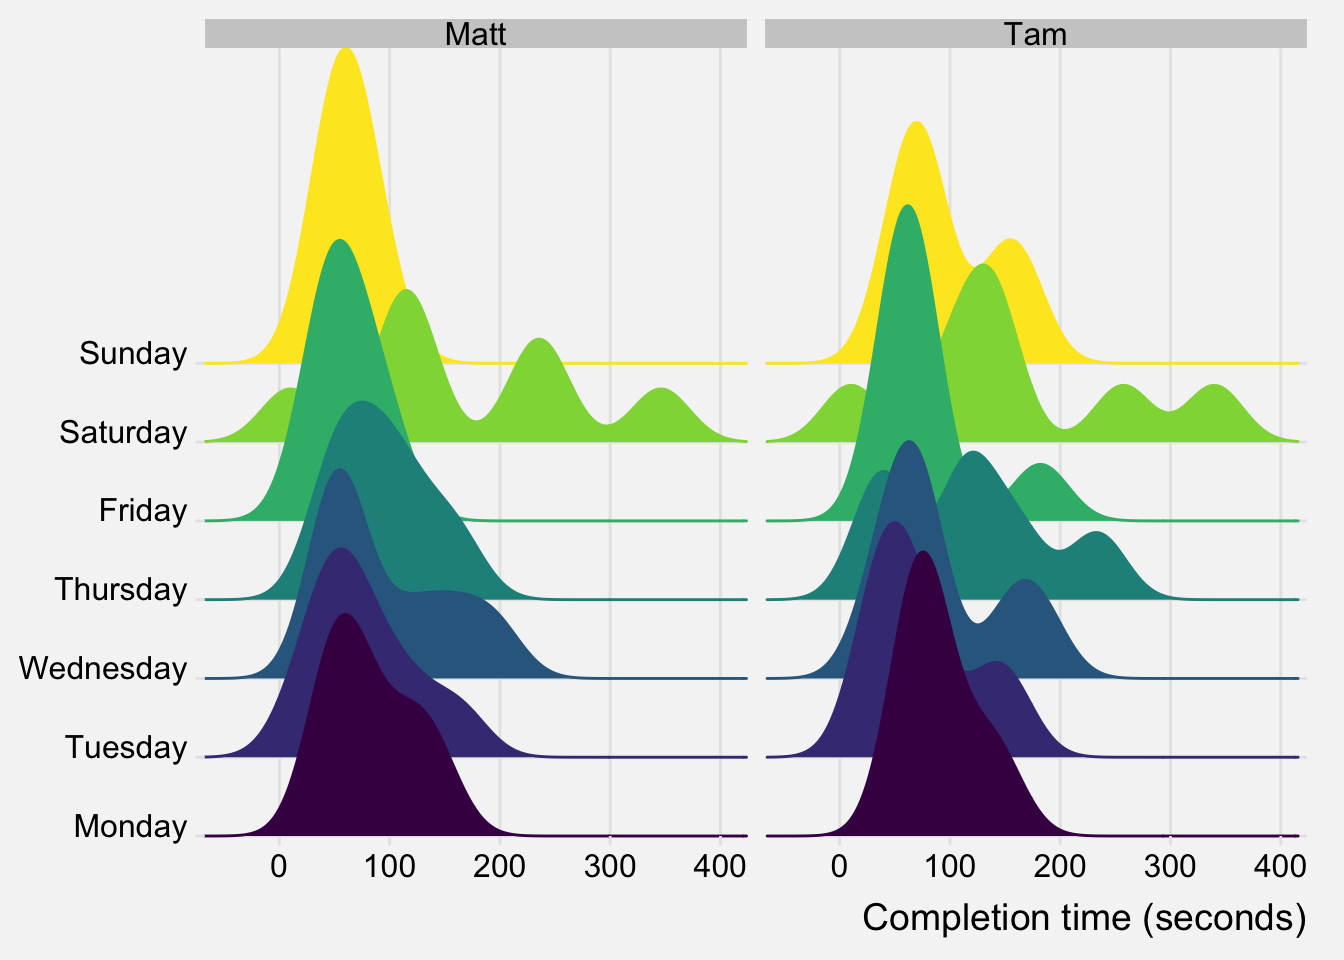 Matt Tam
Sunday
Saturday
Friday
Thursday
Wednesday
Tuesday
Monday
0 100 200 300 400 0 100 200 300 400
Completion time (seconds)